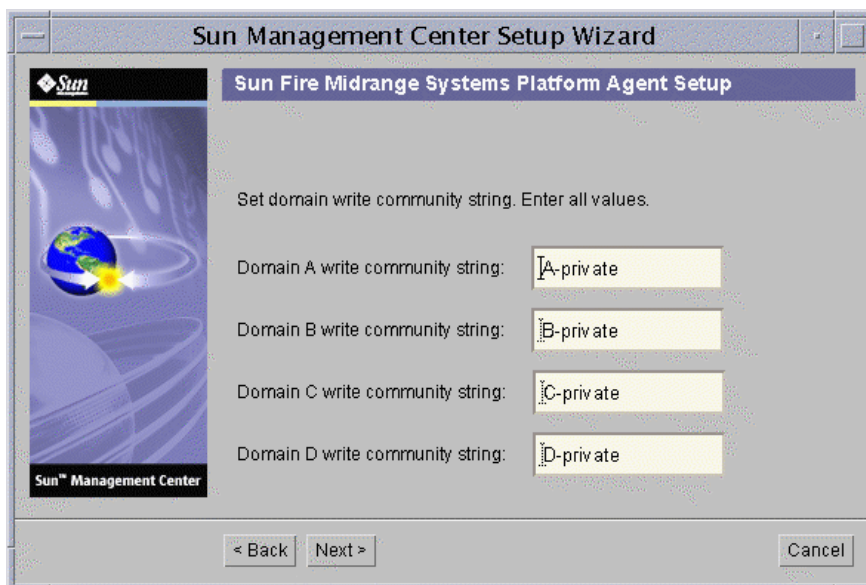 Sun Management Center Setup Wizard
Sun
Sun Fire Midrange Systems Platform Agent Setup
Set domain write community string. Enter all values.
Domain A write community string: A-private
Domain B write community string: B-private
Domain C write community string: C-private
Domain D write community string: D-private
Sun™ Management Center
< Back Next > Cancel